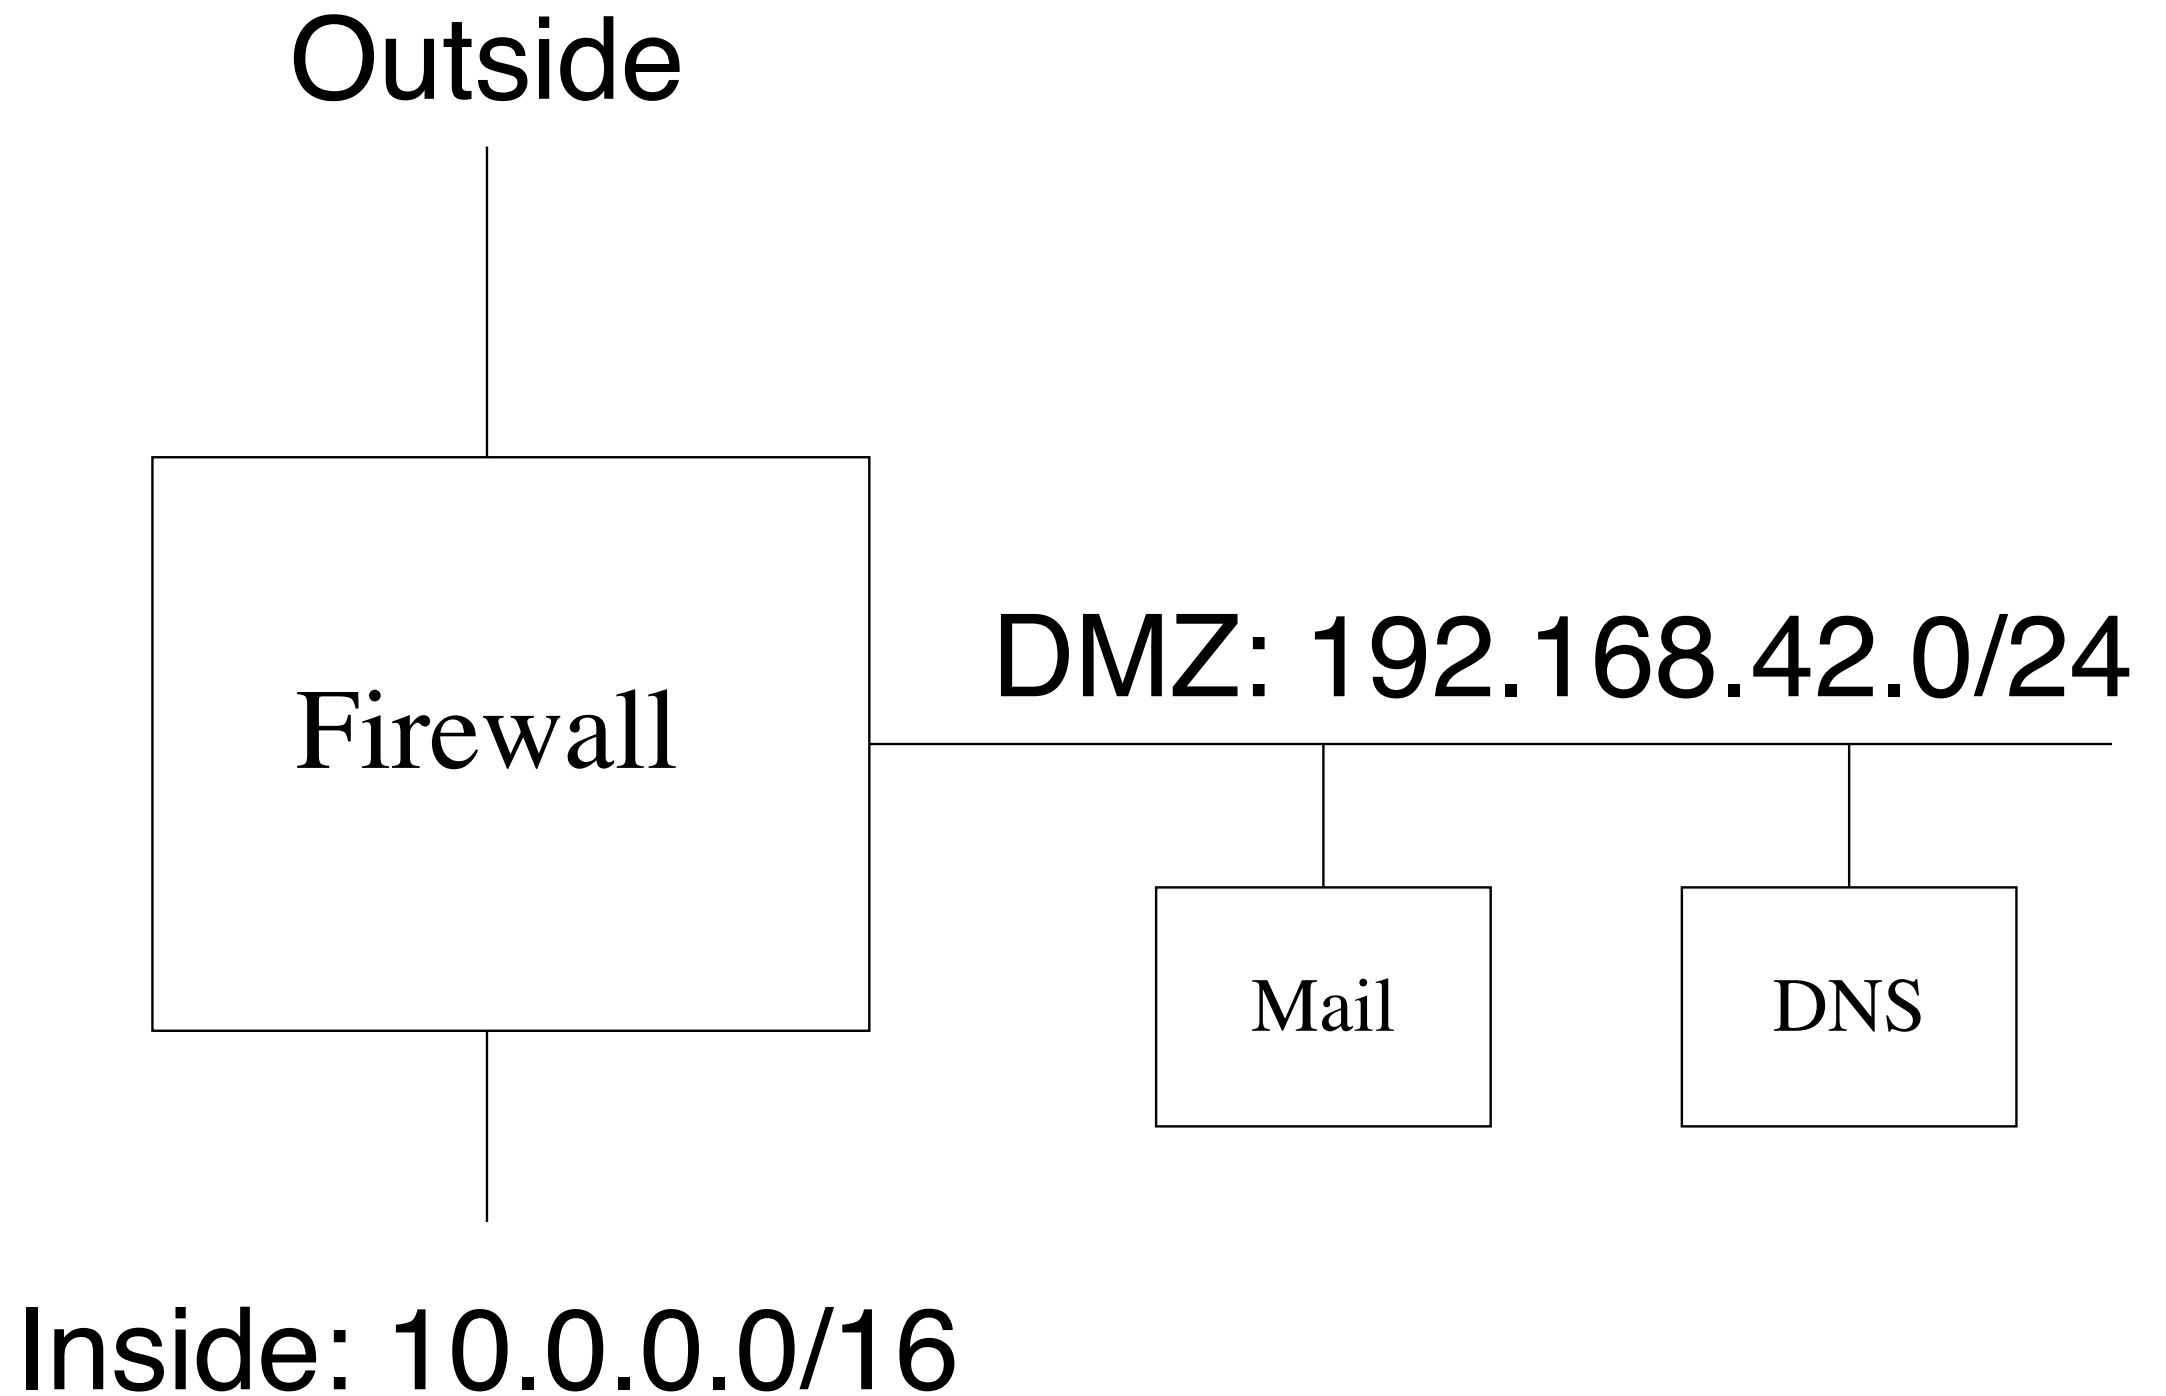 Outside
Firewall
DMZ: 192.168.42.0/24
Mail
DNS
Inside: 10.0.0.0/16